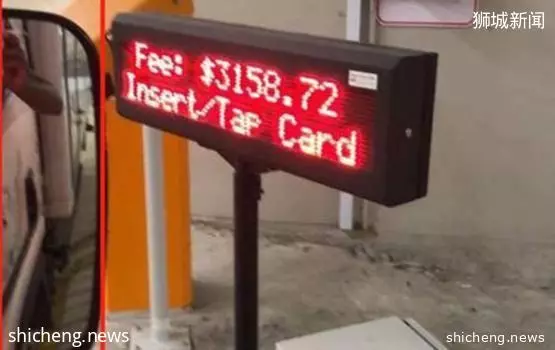 狮城新闻
Fee: $3158.72
Insert/Tap Card
shicheng.news
shicheng.news